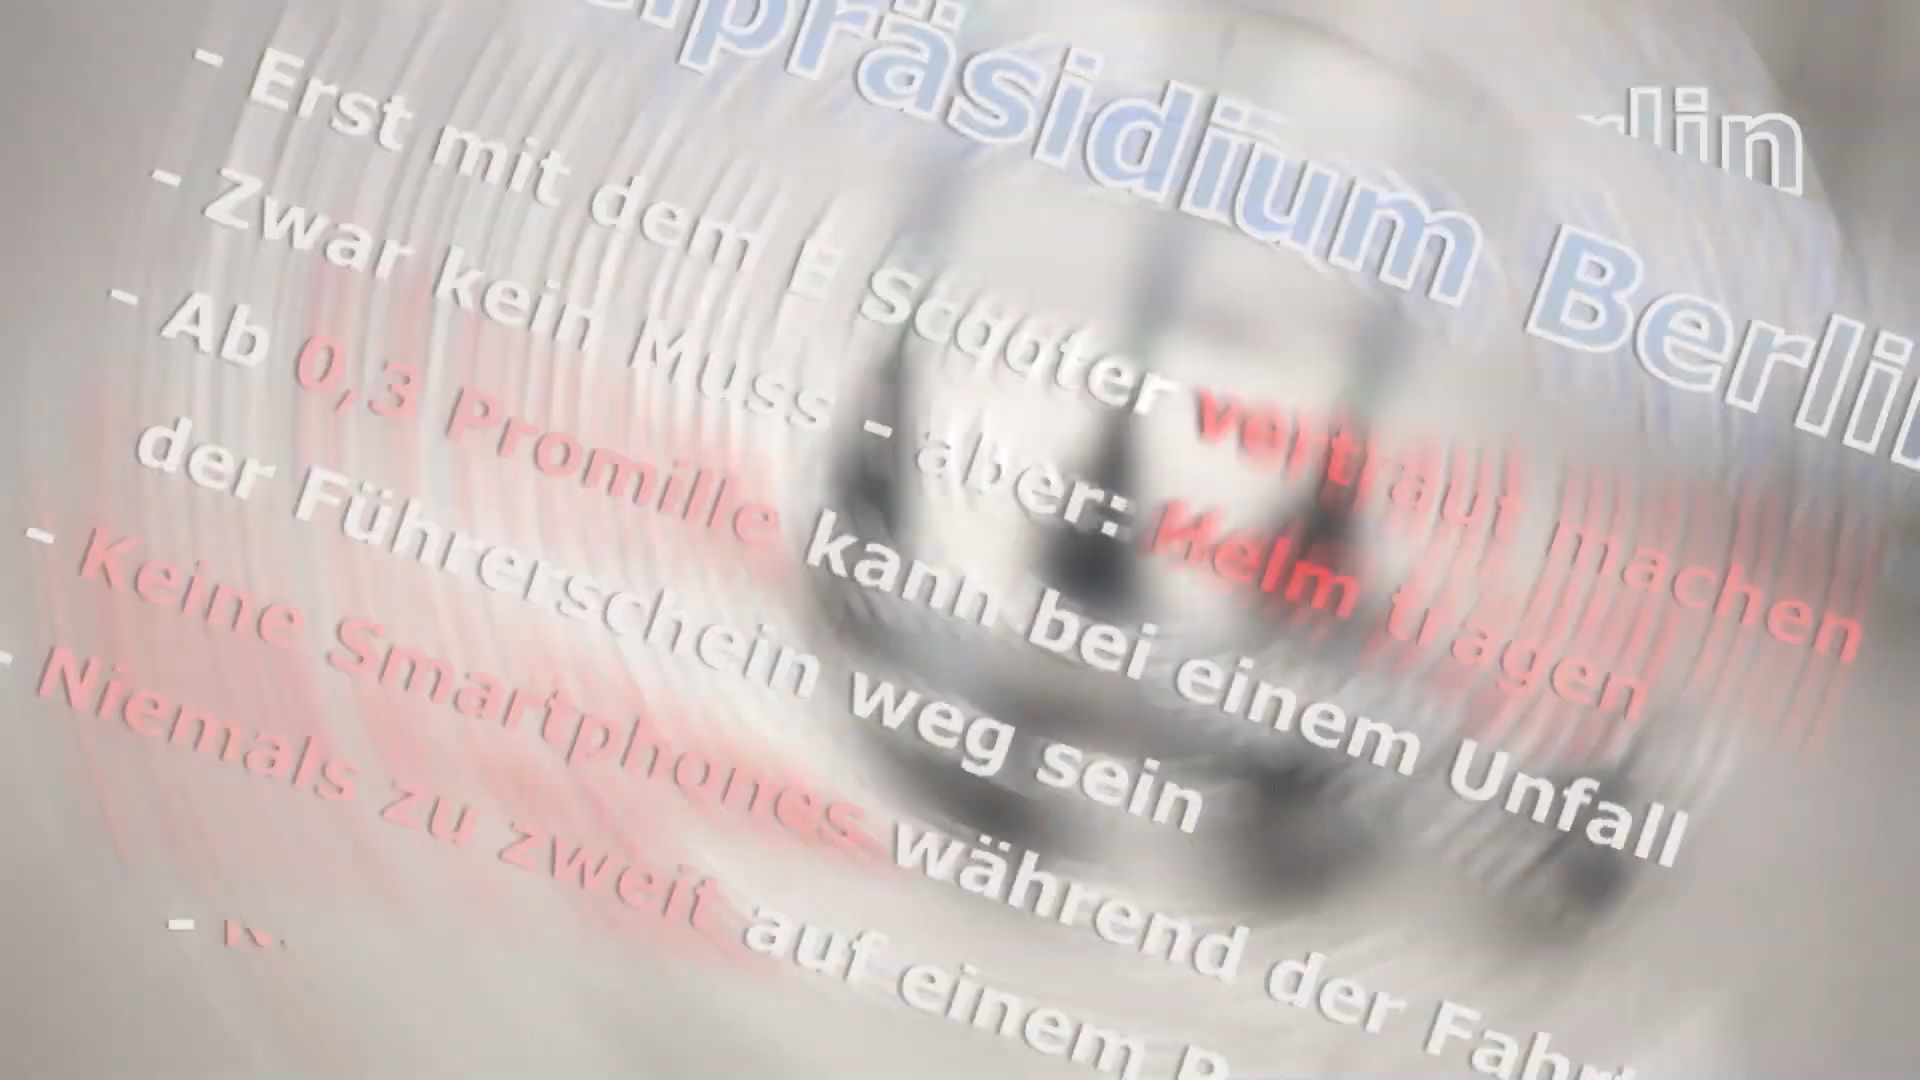 präsidium Berlin
- Erst mit dem E Scooter vertraut machen
- Zwar kein Muss - aber: Helm tragen
- Ab 0,3 Promille kann bei einem Unfall
der Führerschein weg sein
- Keine Smartphones während der Fahrt
- Niemals zu zweit auf einem